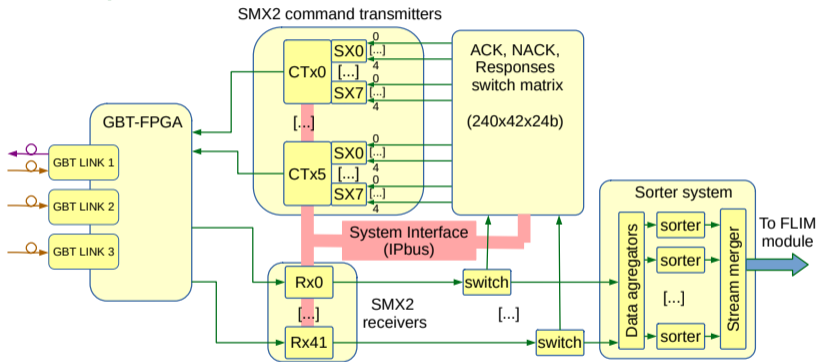 SMX2 command transmitters
CTx0
SX0
[...]
SX7
0
[...]
4
0
[...]
4
[...]
CTx5
SX0
[...]
SX7
0
[...]
4
0
[...]
4
ACK, NACK,
Responses
switch matrix
(240x42x24b)
GBT-FPGA
GBT LINK 1
GBT LINK 2
GBT LINK 3
System Interface
(IPbus)
Rx0
[...]
Rx41
SMX2
receivers
switch
[...]
switch
Sorter system
Data agregators
sorter
sorter
[...]
sorter
Stream merger
To FLIM
module